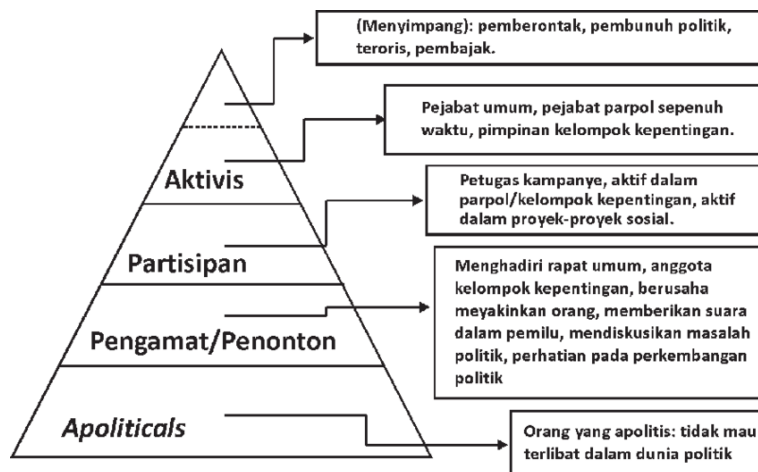 (Menyimpang): pemberontak, pembunuh politik,
teroris, pembajak.
Pejabat umum, pejabat parpol sepenuh
waktu, pimpinan kelompok kepentingan.
Aktivis
Petugas kampanye, aktif dalam
parpol/kelompok kepentingan, aktif
dalam proyek-proyek sosial.
Partisipan
Menghadiri rapat umum, anggota
kelompok kepentingan, berusaha
meyakinkan orang, memberikan suara
dalam pemilu, mendiskusikan masalah
politik, perhatian pada perkembangan
politik
Pengamat/Penonton
Apoliticals
Orang yang apolitis: tidak mau
terlibat dalam dunia politik